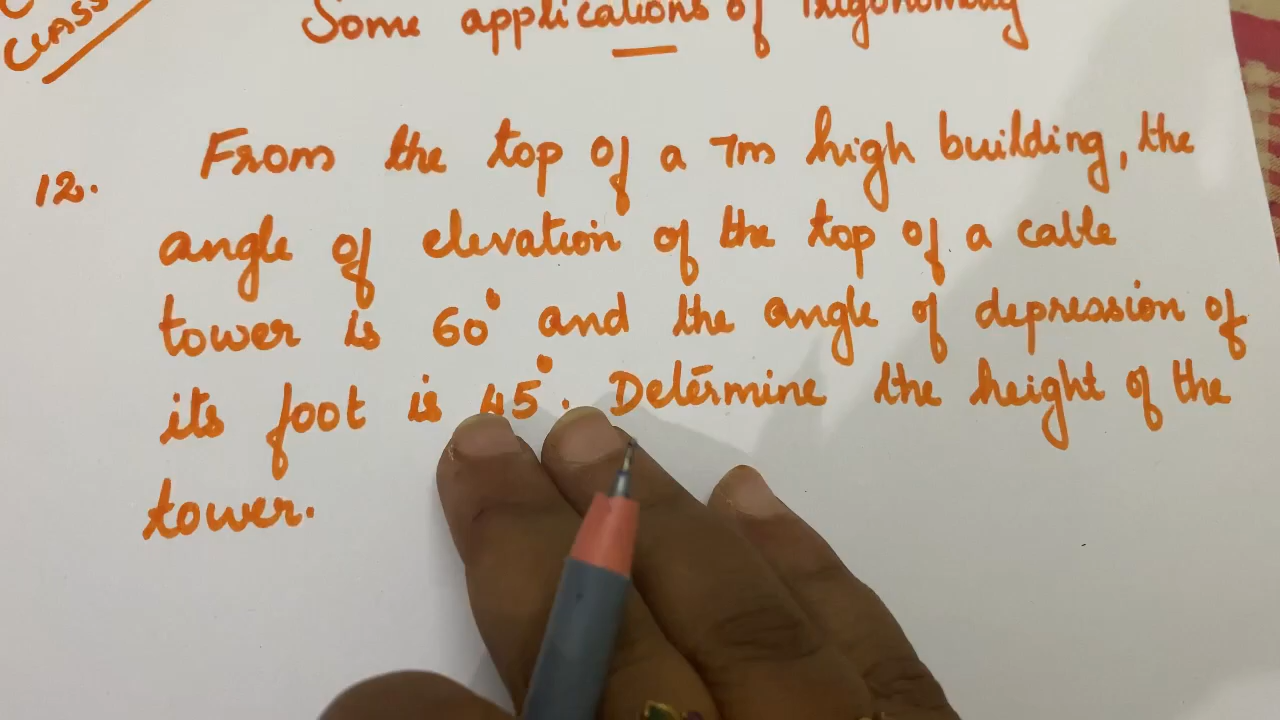 CLASS
Some applications of Trigonometry
12. From the top of a 7m high building, the
angle of elevation of the top of a cable
tower is 60° and the angle of depression of
its foot is 45°. Determine the height of the
tower.